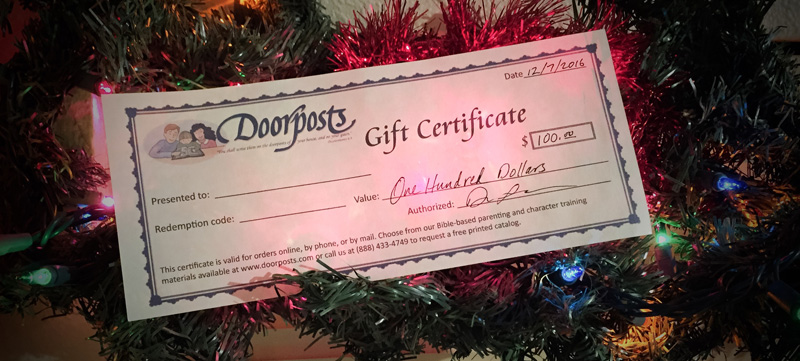 Date 12/7/2016
Doorposts
Gift Certificate
$ 100.00
Presented to:
Value: One Hundred Dollars
Redemption code:
Authorized:
This certificate is valid for orders online, by phone, or by mail. Choose from our Bible-based parenting and character training
materials available at www.doorposts.com or call us at (888) 433-4749 to request a free printed catalog.